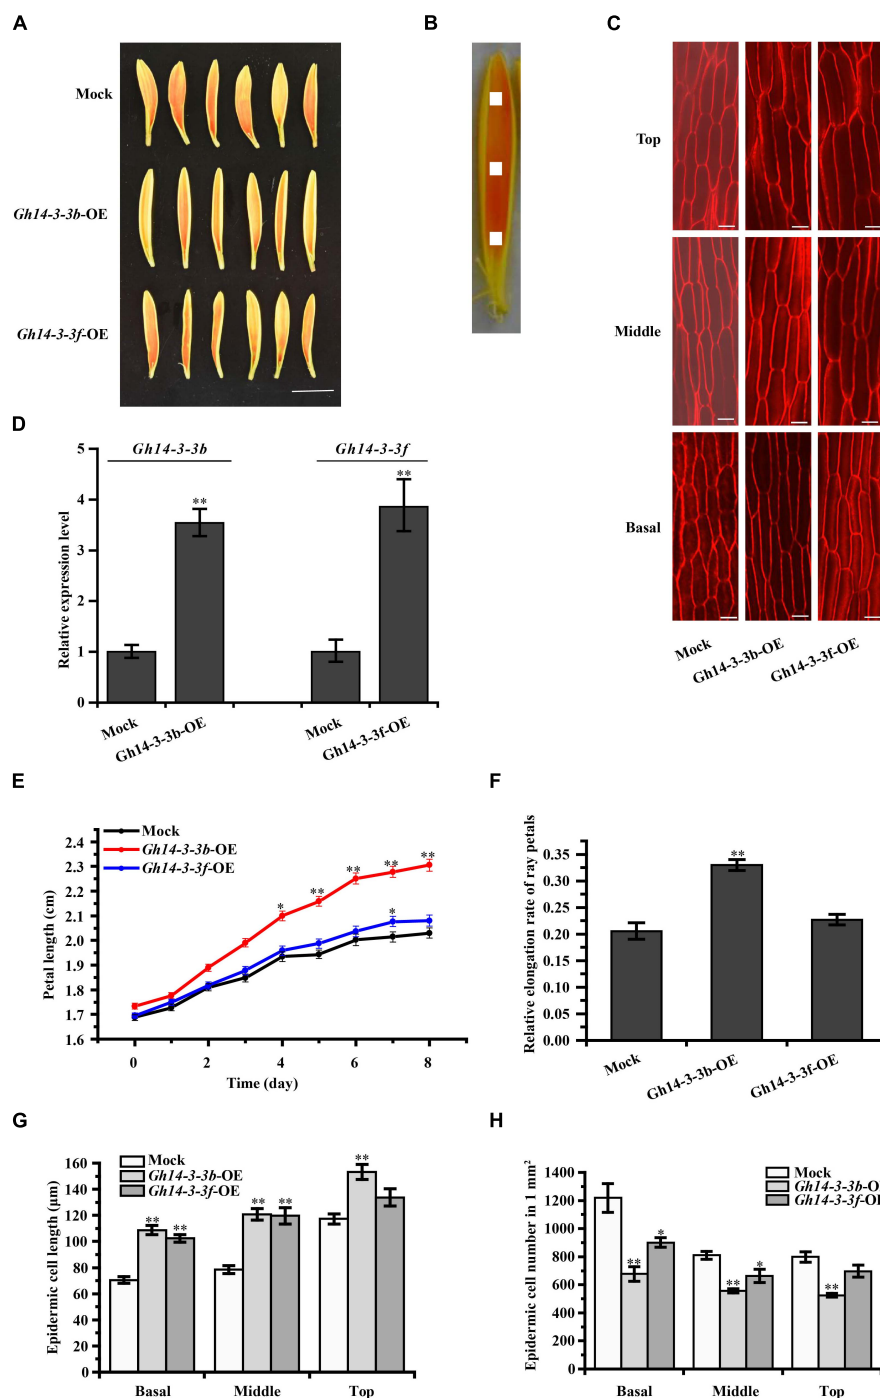 A
B
C
Mock
Gh14-3-3b-OE
Gh14-3-3f-OE
Top
Middle
Basal
Mock
Gh14-3-3b-OE
Gh14-3-3f-OE
D
Relative expression level
5
4
3
2
1
0
Gh14-3-3b
Gh14-3-3f
**
**
Mock
Gh14-3-3b-OE
Mock
Gh14-3-3f-OE
E
Mock
Gh14-3-3b-OE
Gh14-3-3f-OE
Petal length (cm)
2.4
2.3
2.2
2.1
2.0
1.9
1.8
1.7
1.6
* ** ** ** **
*
0 2 4 6 8
Time (day)
F
Relative elongation rate of ray petals
0.35
0.30
0.25
0.20
0.15
0.10
0.05
0.00
**
Mock
Gh14-3-3b-OE
Gh14-3-3f-OE
G
Mock
Gh14-3-3b-OE
Gh14-3-3f-OE
Epidermic cell length (μm)
160
140
120
100
80
60
40
20
0
** **
** **
**
Basal Middle Top
H
Mock
Gh14-3-3b-O
Gh14-3-3f-O
Epidermic cell number in 1 mm²
1400
1200
1000
800
600
400
200
0
** *
** *
**
Basal Middle Top